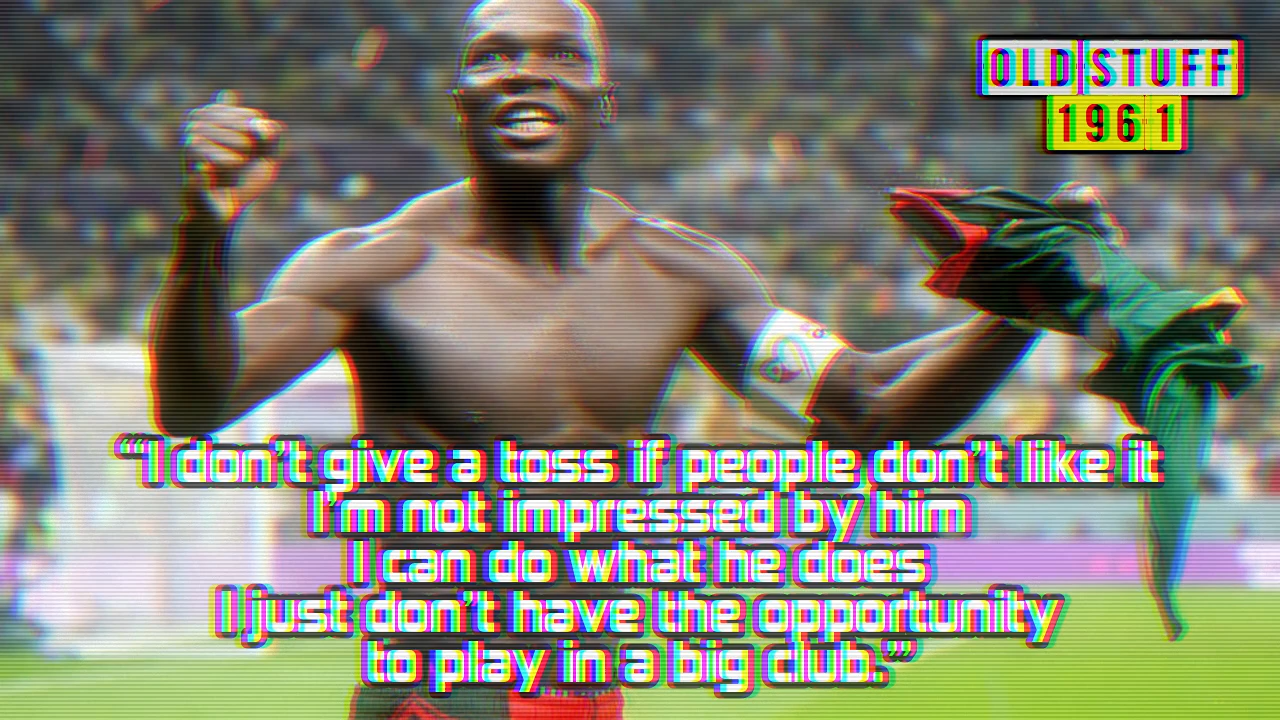 OLD STUFF
1961
““I don’t give a toss if people don’t like it
I’m not impressed by him
I can do what he does
I just don’t have the opportunity
to play in a big club.””